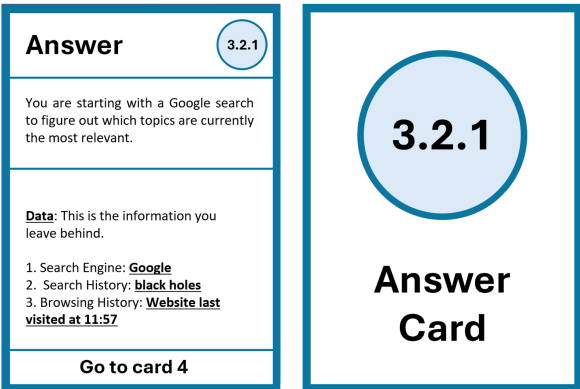 Answer
3.2.1
You are starting with a Google search
to figure out which topics are currently
the most relevant.
Data: This is the information you
leave behind.
1. Search Engine: Google
2.  Search History: black holes
3. Browsing History: Website last
visited at 11:57
Go to card 4
3.2.1
Answer
Card